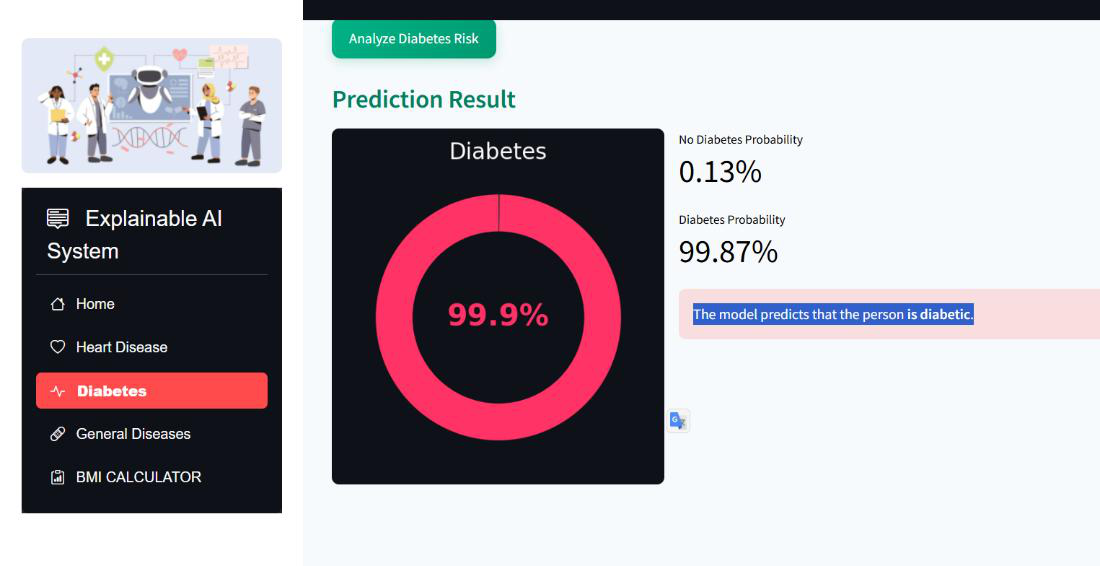 Explainable AI
System
Home
Heart Disease
Diabetes
General Diseases
BMI CALCULATOR
Analyze Diabetes Risk
Prediction Result
Diabetes
99.9%
No Diabetes Probability
0.13%
Diabetes Probability
99.87%
The model predicts that the person is diabetic.
G